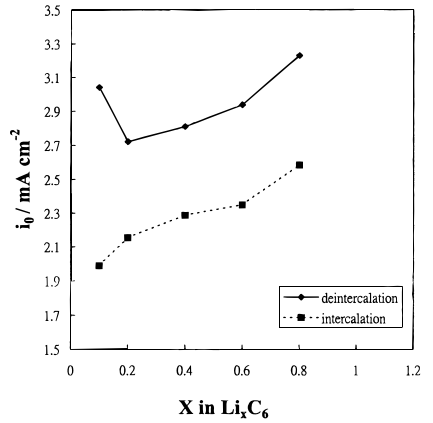 3.5
3.3
3.1
2.9
2.7
2.5
2.3
2.1
1.9
1.7
1.5
i₀ / mA cm⁻²
deintercalation
intercalation
0 0.2 0.4 0.6 0.8 1 1.2
X in LiₓC₆